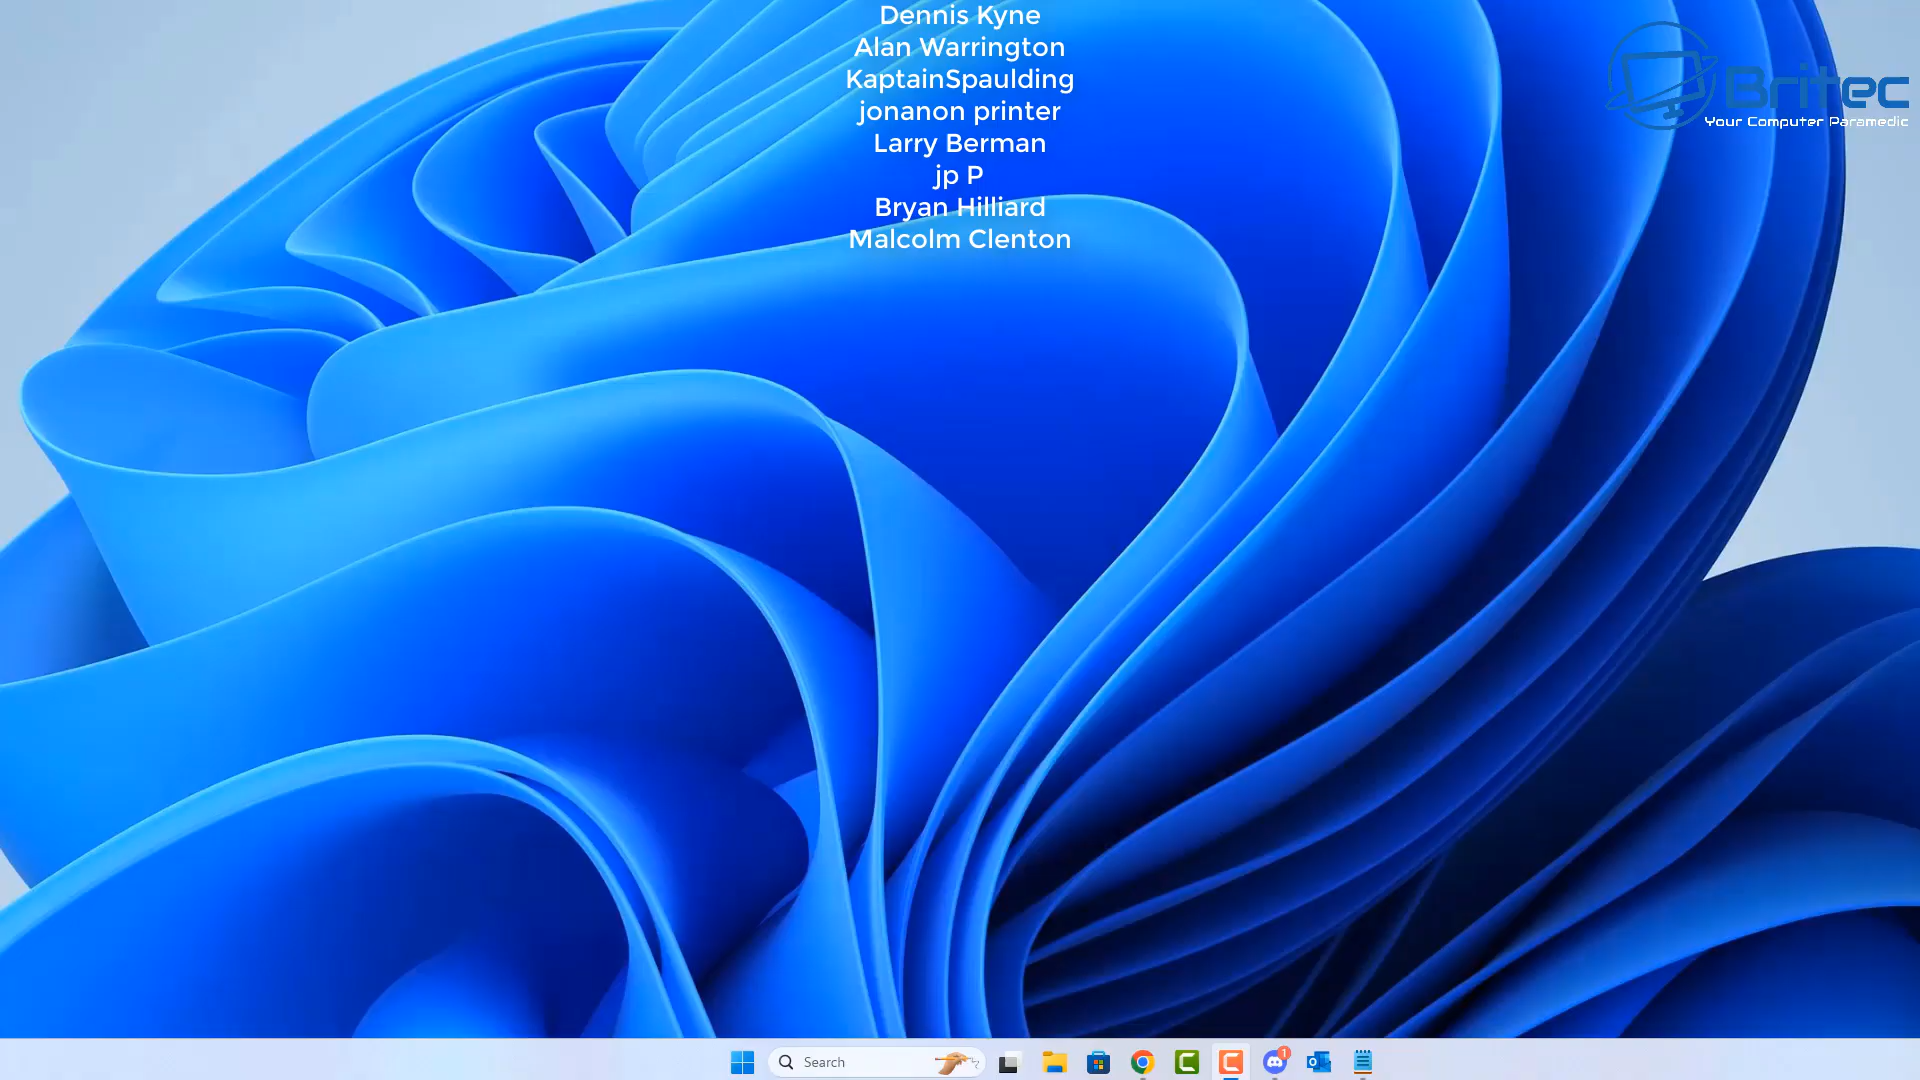 Dennis Kyne
Alan Warrington
KaptainSpaulding
jonanon printer
Larry Berman
jp P
Bryan Hilliard
Malcolm Clenton
Britec
Your Computer Paramedic
Search
1